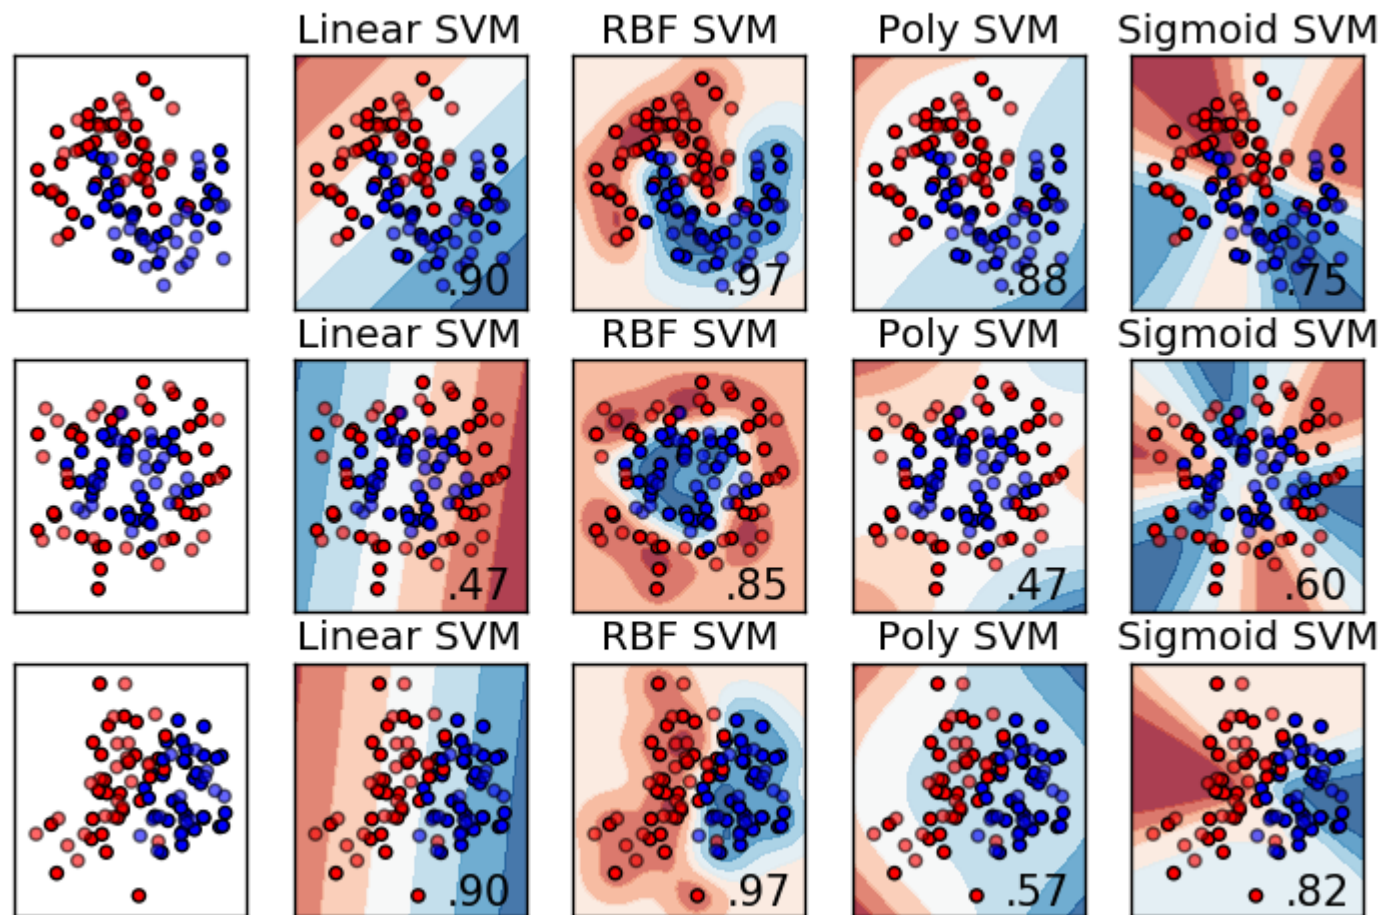 Linear SVM RBF SVM Poly SVM Sigmoid SVM
.90 .97 .88 .75
Linear SVM RBF SVM Poly SVM Sigmoid SVM
.47 .85 .47 .60
Linear SVM RBF SVM Poly SVM Sigmoid SVM
.90 .97 .57 .82